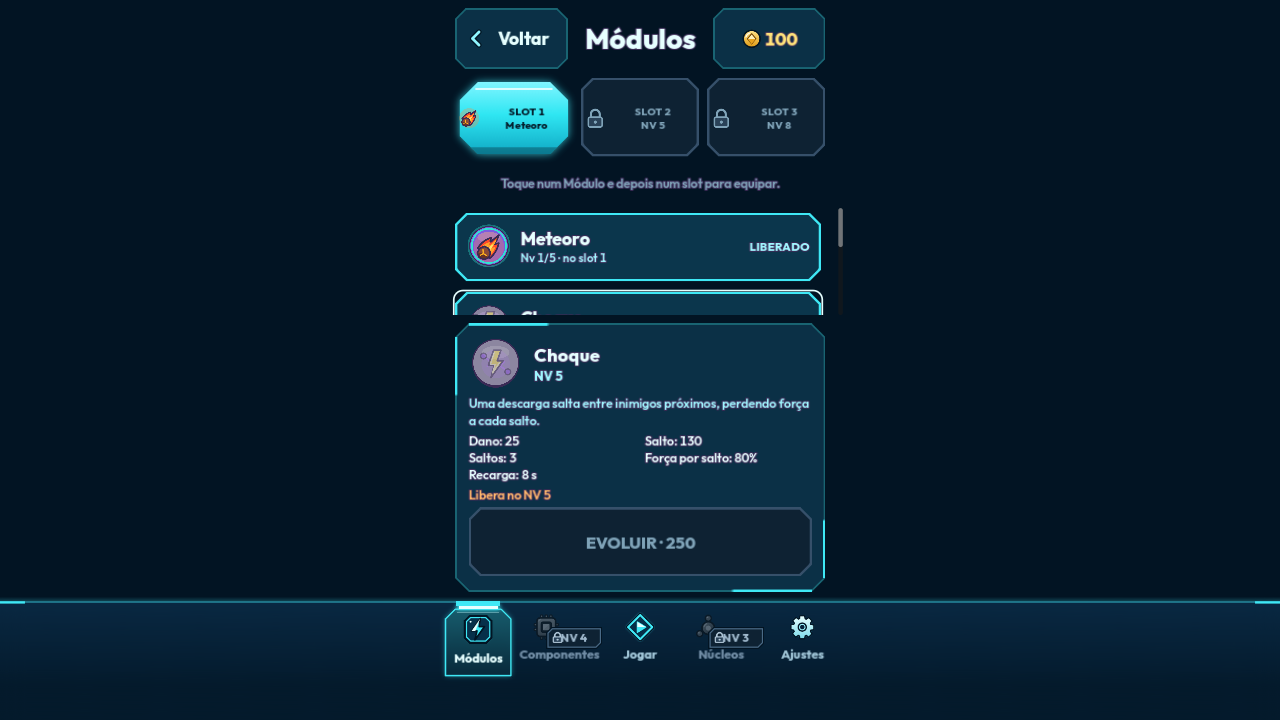 Voltar
Módulos
100
SLOT 1
Meteoro
SLOT 2
NV 5
SLOT 3
NV 8
Toque num Módulo e depois num slot para equipar.
Meteoro
Nv 1/5 · no slot 1
LIBERADO
Choque
NV 5
Uma descarga salta entre inimigos próximos, perdendo força
a cada salto.
Dano: 25
Salto: 130
Saltos: 3
Força por salto: 80%
Recarga: 8 s
Libera no NV 5
EVOLUIR · 250
Módulos
NV 4
Componentes
Jogar
NV 3
Núcleos
Ajustes